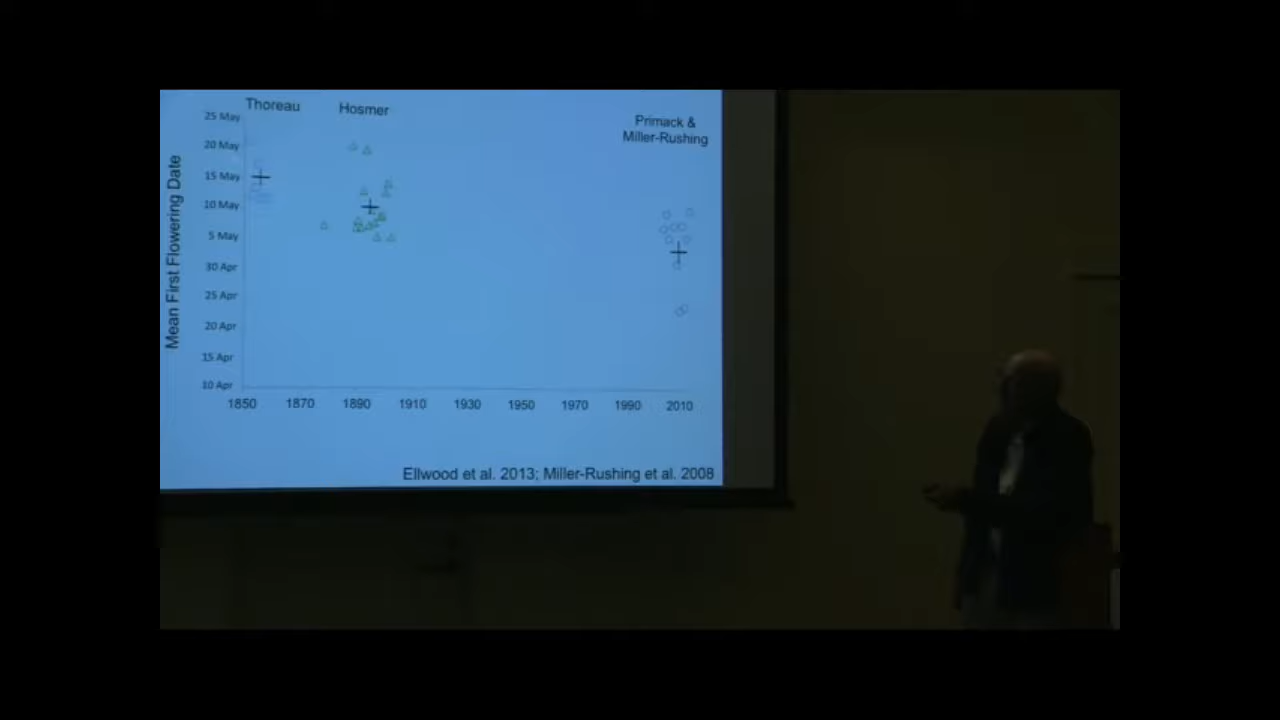 Thoreau
Hosmer
Primack &
Miller-Rushing
Mean First Flowering Date
25 May
20 May
15 May
10 May
5 May
30 Apr
25 Apr
20 Apr
15 Apr
10 Apr
1850 1870 1890 1910 1930 1950 1970 1990 2010
Ellwood et al. 2013; Miller-Rushing et al. 2008